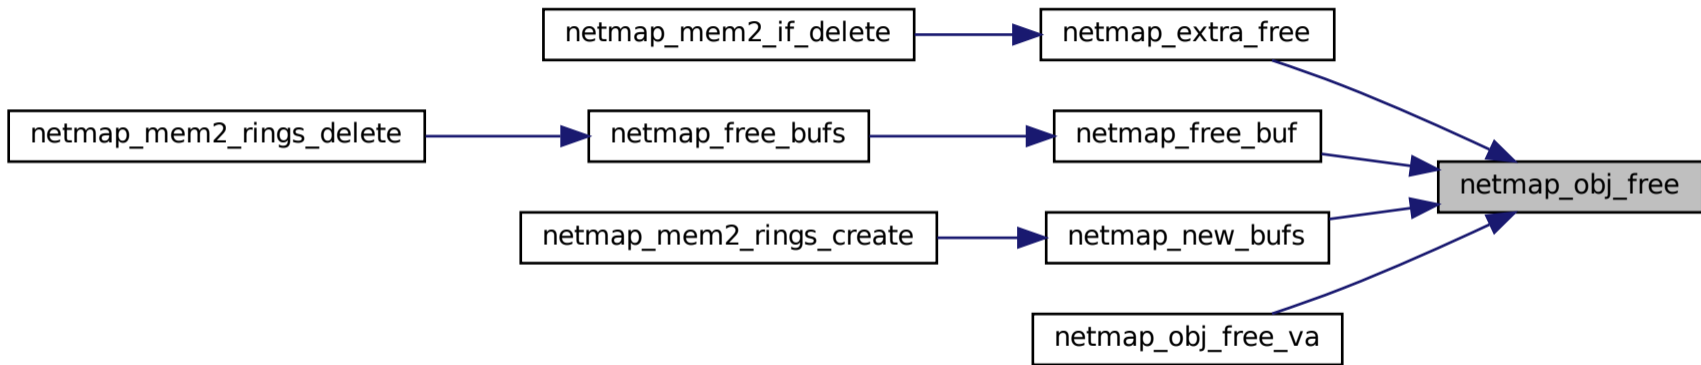 netmap_mem2_if_delete
netmap_extra_free
netmap_mem2_rings_delete
netmap_free_bufs
netmap_free_buf
netmap_obj_free
netmap_mem2_rings_create
netmap_new_bufs
netmap_obj_free_va